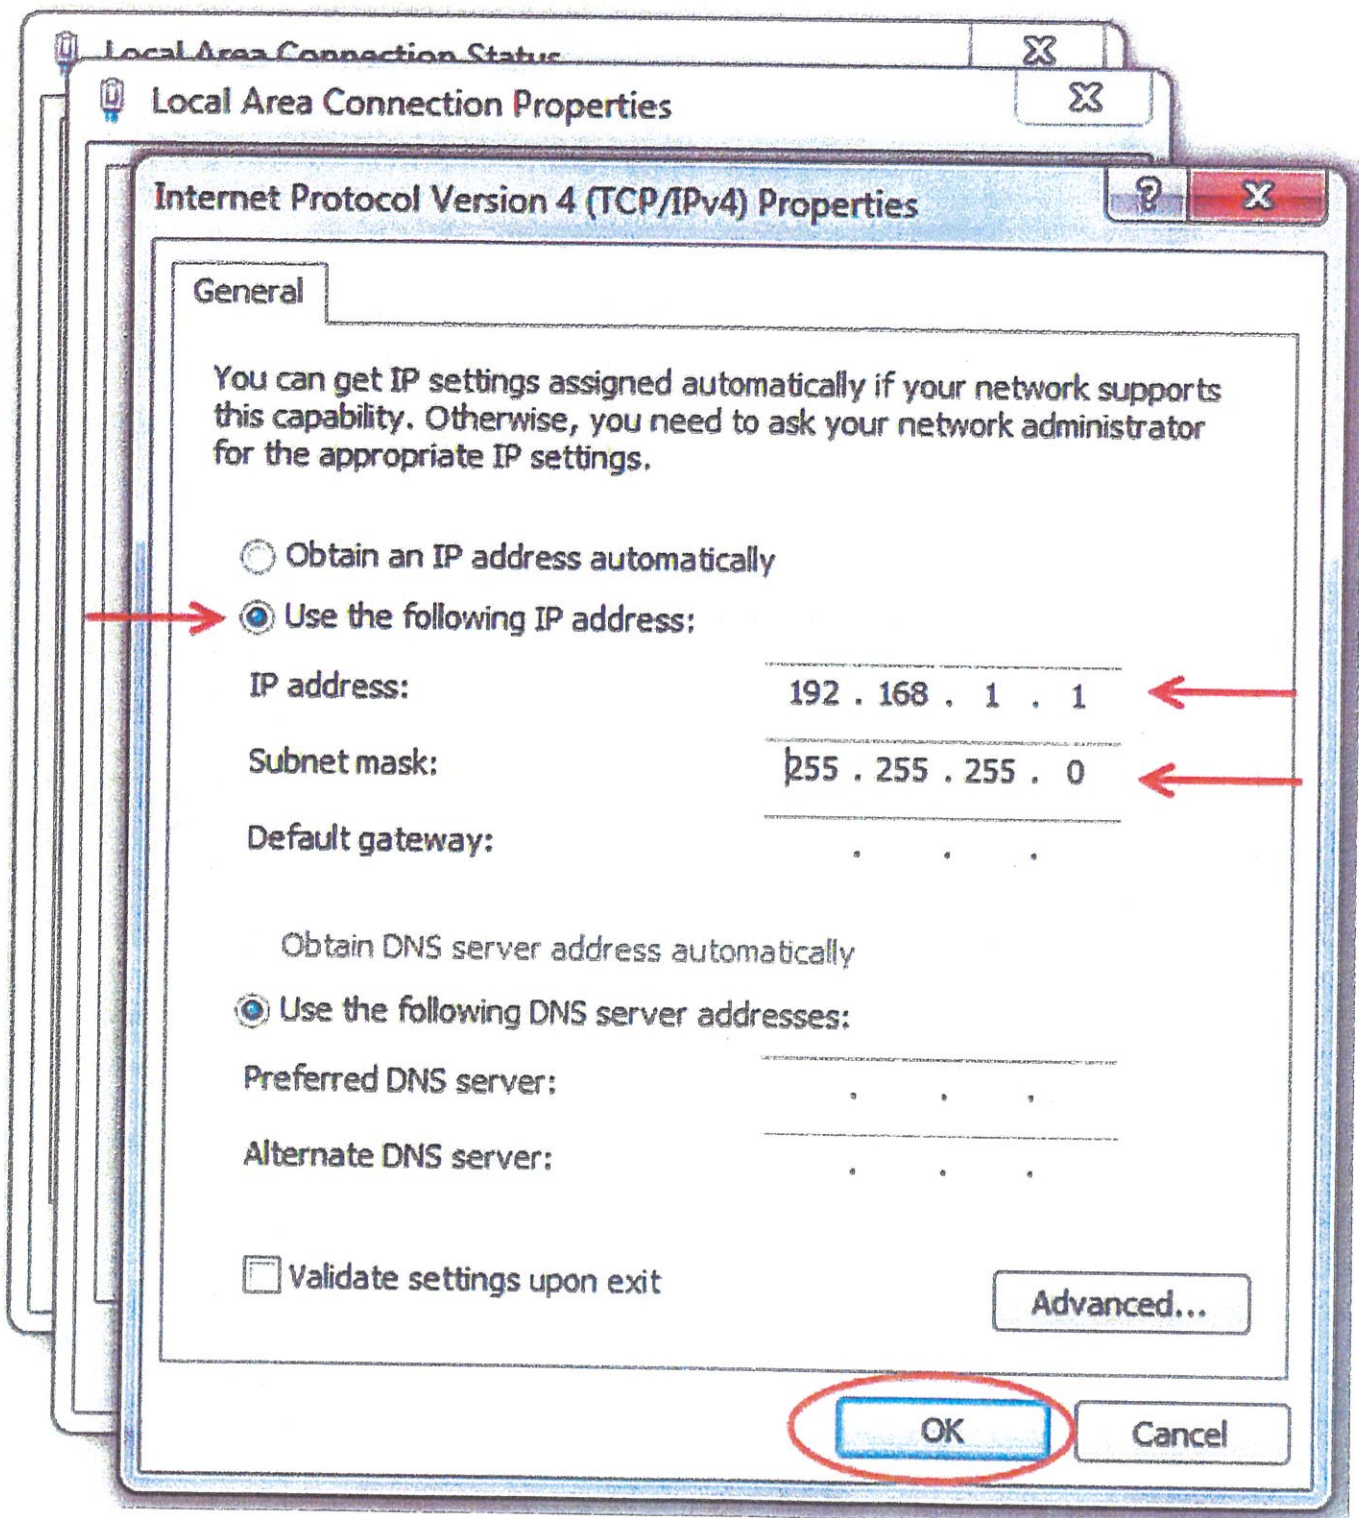 Local Area Connection Status
Local Area Connection Properties
Internet Protocol Version 4 (TCP/IPv4) Properties
General
You can get IP settings assigned automatically if your network supports
this capability. Otherwise, you need to ask your network administrator
for the appropriate IP settings.
Obtain an IP address automatically
Use the following IP address:
IP address: 192 . 168 . 1 . 1
Subnet mask: 255 . 255 . 255 . 0
Default gateway: . . .
Obtain DNS server address automatically
Use the following DNS server addresses:
Preferred DNS server: . . .
Alternate DNS server: . . .
Validate settings upon exit
Advanced...
OK Cancel